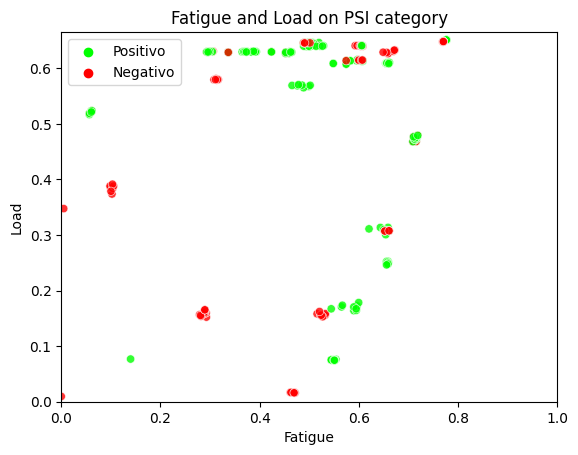 Fatigue and Load on PSI category
Positivo
Negativo
Load
0.6
0.5
0.4
0.3
0.2
0.1
0.0
0.0 0.2 0.4 0.6 0.8 1.0
Fatigue